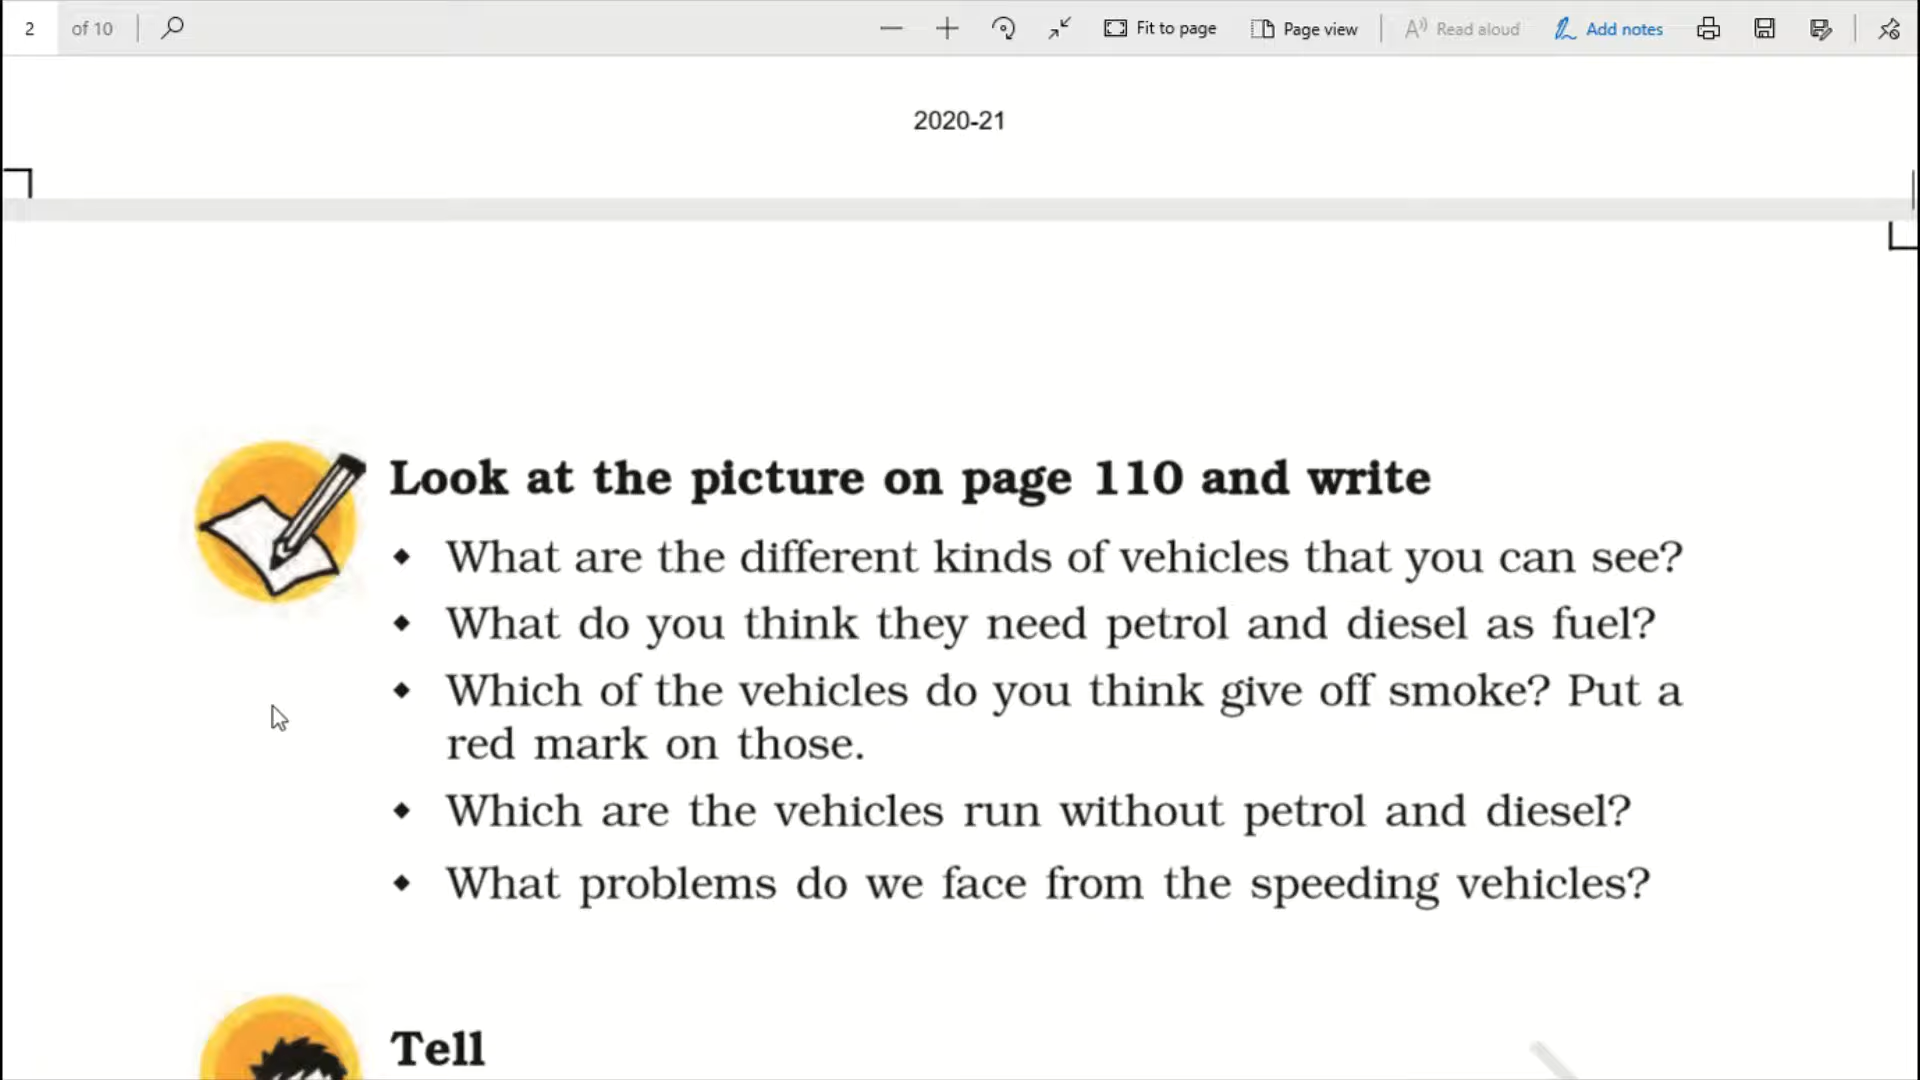 2 of 10 Fit to page Page view Read aloud Add notes
2020-21
Look at the picture on page 110 and write
◆ What are the different kinds of vehicles that you can see?
◆ What do you think they need petrol and diesel as fuel?
◆ Which of the vehicles do you think give off smoke? Put a
red mark on those.
◆ Which are the vehicles run without petrol and diesel?
◆ What problems do we face from the speeding vehicles?
Tell